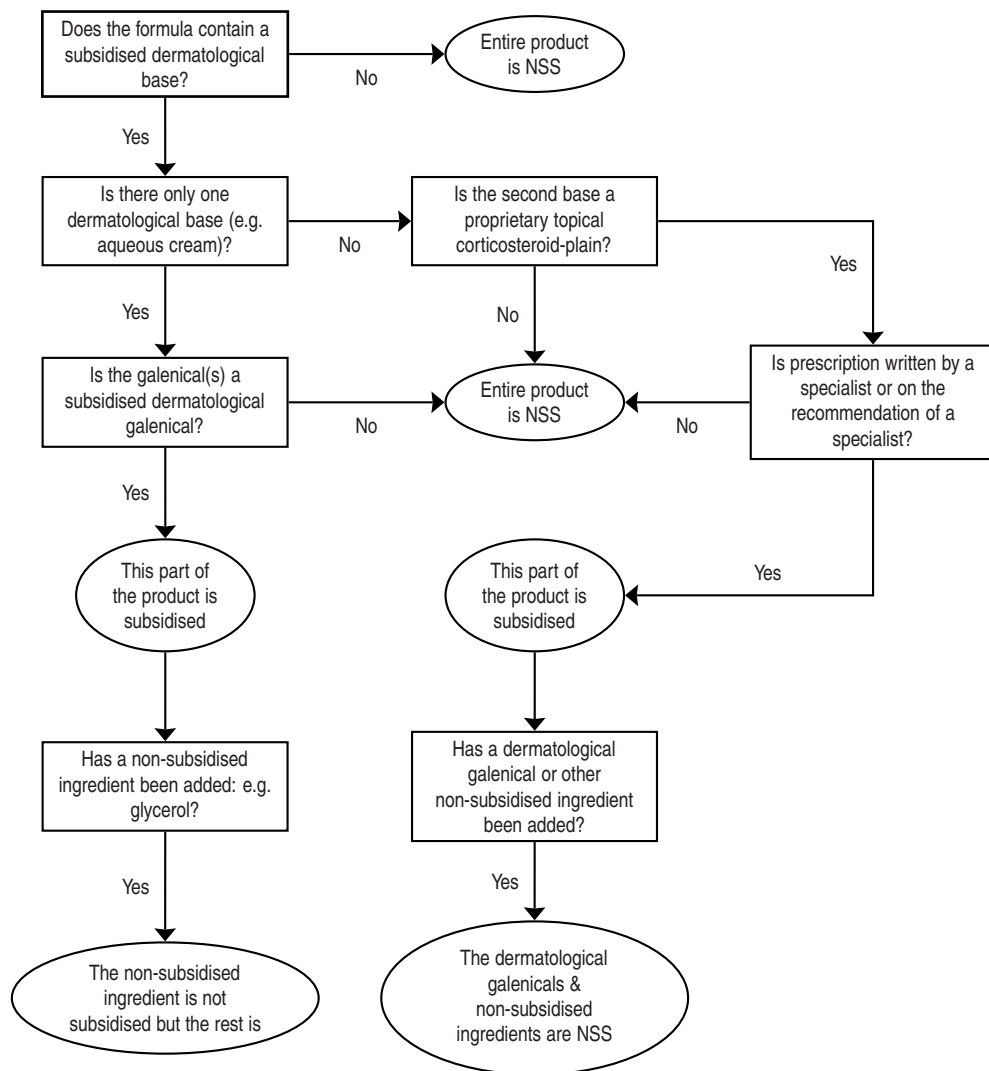 Does the formula contain a
subsidised dermatological
base?
No
Entire product
is NSS
Yes
Is there only one
dermatological base (e.g.
aqueous cream)?
No
Is the second base a
proprietary topical
corticosteroid-plain?
Yes
Yes
No
Is the galenical(s) a
subsidised dermatological
galenical?
No
Entire product
is NSS
No
Is prescription written by a
specialist or on the
recommendation of a
specialist?
Yes
Yes
This part of
the product is
subsidised
This part of
the product is
subsidised
Has a non-subsidised
ingredient been added: e.g.
glycerol?
Has a dermatological
galenical or other
non-subsidised ingredient
been added?
Yes
Yes
The non-subsidised
ingredient is not
subsidised but the rest is
The dermatological
galenicals &
non-subsidised
ingredients are NSS